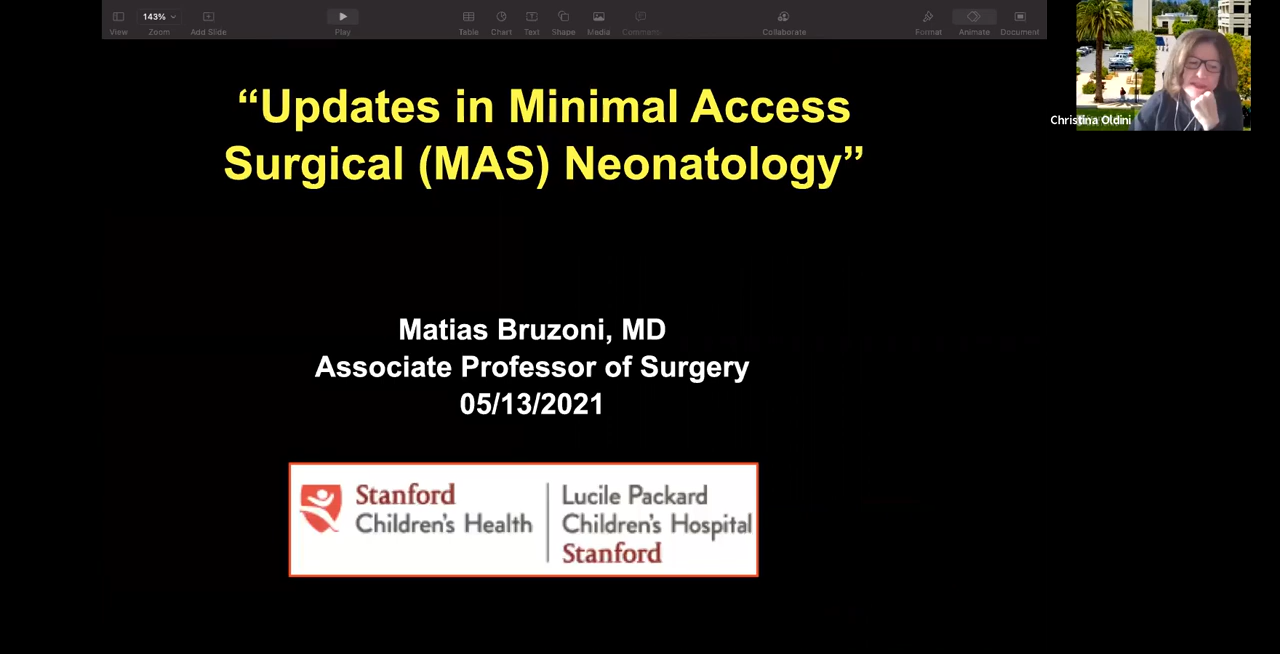 143%
View
Zoom
Add Slide
Play
Table
Chart
Text
Shape
Media
Comment
Collaborate
Format
Animate
Document
Christina Oldini
“Updates in Minimal Access
Surgical (MAS) Neonatology”
Matias Bruzoni, MD
Associate Professor of Surgery
05/13/2021
Stanford
Children's Health
Lucile Packard
Children's Hospital
Stanford